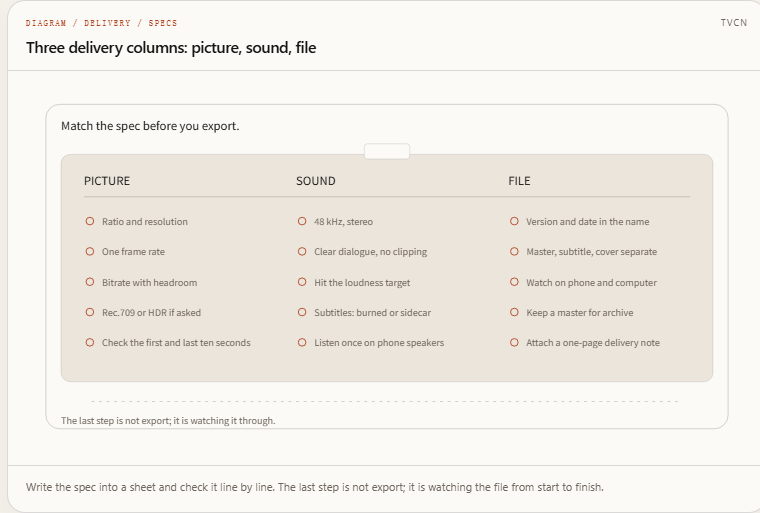 DIAGRAM / DELIVERY / SPECS
TVCN
Three delivery columns: picture, sound, file
Match the spec before you export.
PICTURE
Ratio and resolution
One frame rate
Bitrate with headroom
Rec.709 or HDR if asked
Check the first and last ten seconds
SOUND
48 kHz, stereo
Clear dialogue, no clipping
Hit the loudness target
Subtitles: burned or sidecar
Listen once on phone speakers
FILE
Version and date in the name
Master, subtitle, cover separate
Watch on phone and computer
Keep a master for archive
Attach a one-page delivery note
The last step is not export; it is watching it through.
Write the spec into a sheet and check it line by line. The last step is not export; it is watching the file from start to finish.